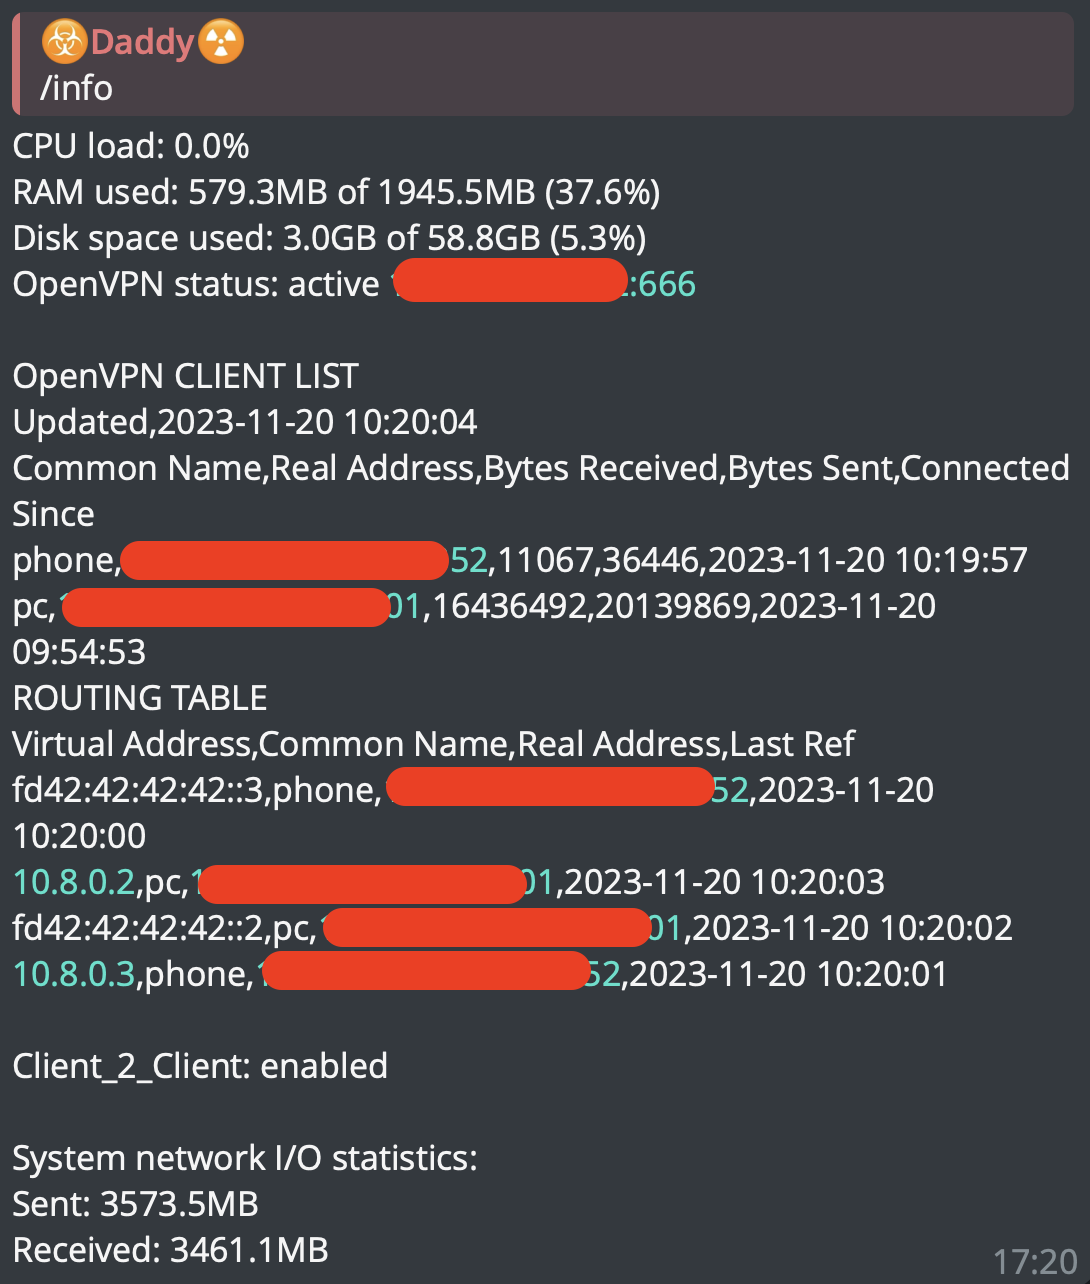 ☣Daddy☢
/info
CPU load: 0.0%
RAM used: 579.3MB of 1945.5MB (37.6%)
Disk space used: 3.0GB of 58.8GB (5.3%)
OpenVPN status: active :666
OpenVPN CLIENT LIST
Updated,2023-11-20 10:20:04
Common Name,Real Address,Bytes Received,Bytes Sent,Connected
Since
phone, 52,11067,36446,2023-11-20 10:19:57
pc, 01,16436492,20139869,2023-11-20
09:54:53
ROUTING TABLE
Virtual Address,Common Name,Real Address,Last Ref
fd42:42:42:42::3,phone, 52,2023-11-20
10:20:00
10.8.0.2,pc, 01,2023-11-20 10:20:03
fd42:42:42:42::2,pc, 01,2023-11-20 10:20:02
10.8.0.3,phone, 52,2023-11-20 10:20:01
Client_2_Client: enabled
System network I/O statistics:
Sent: 3573.5MB
Received: 3461.1MB
17:20